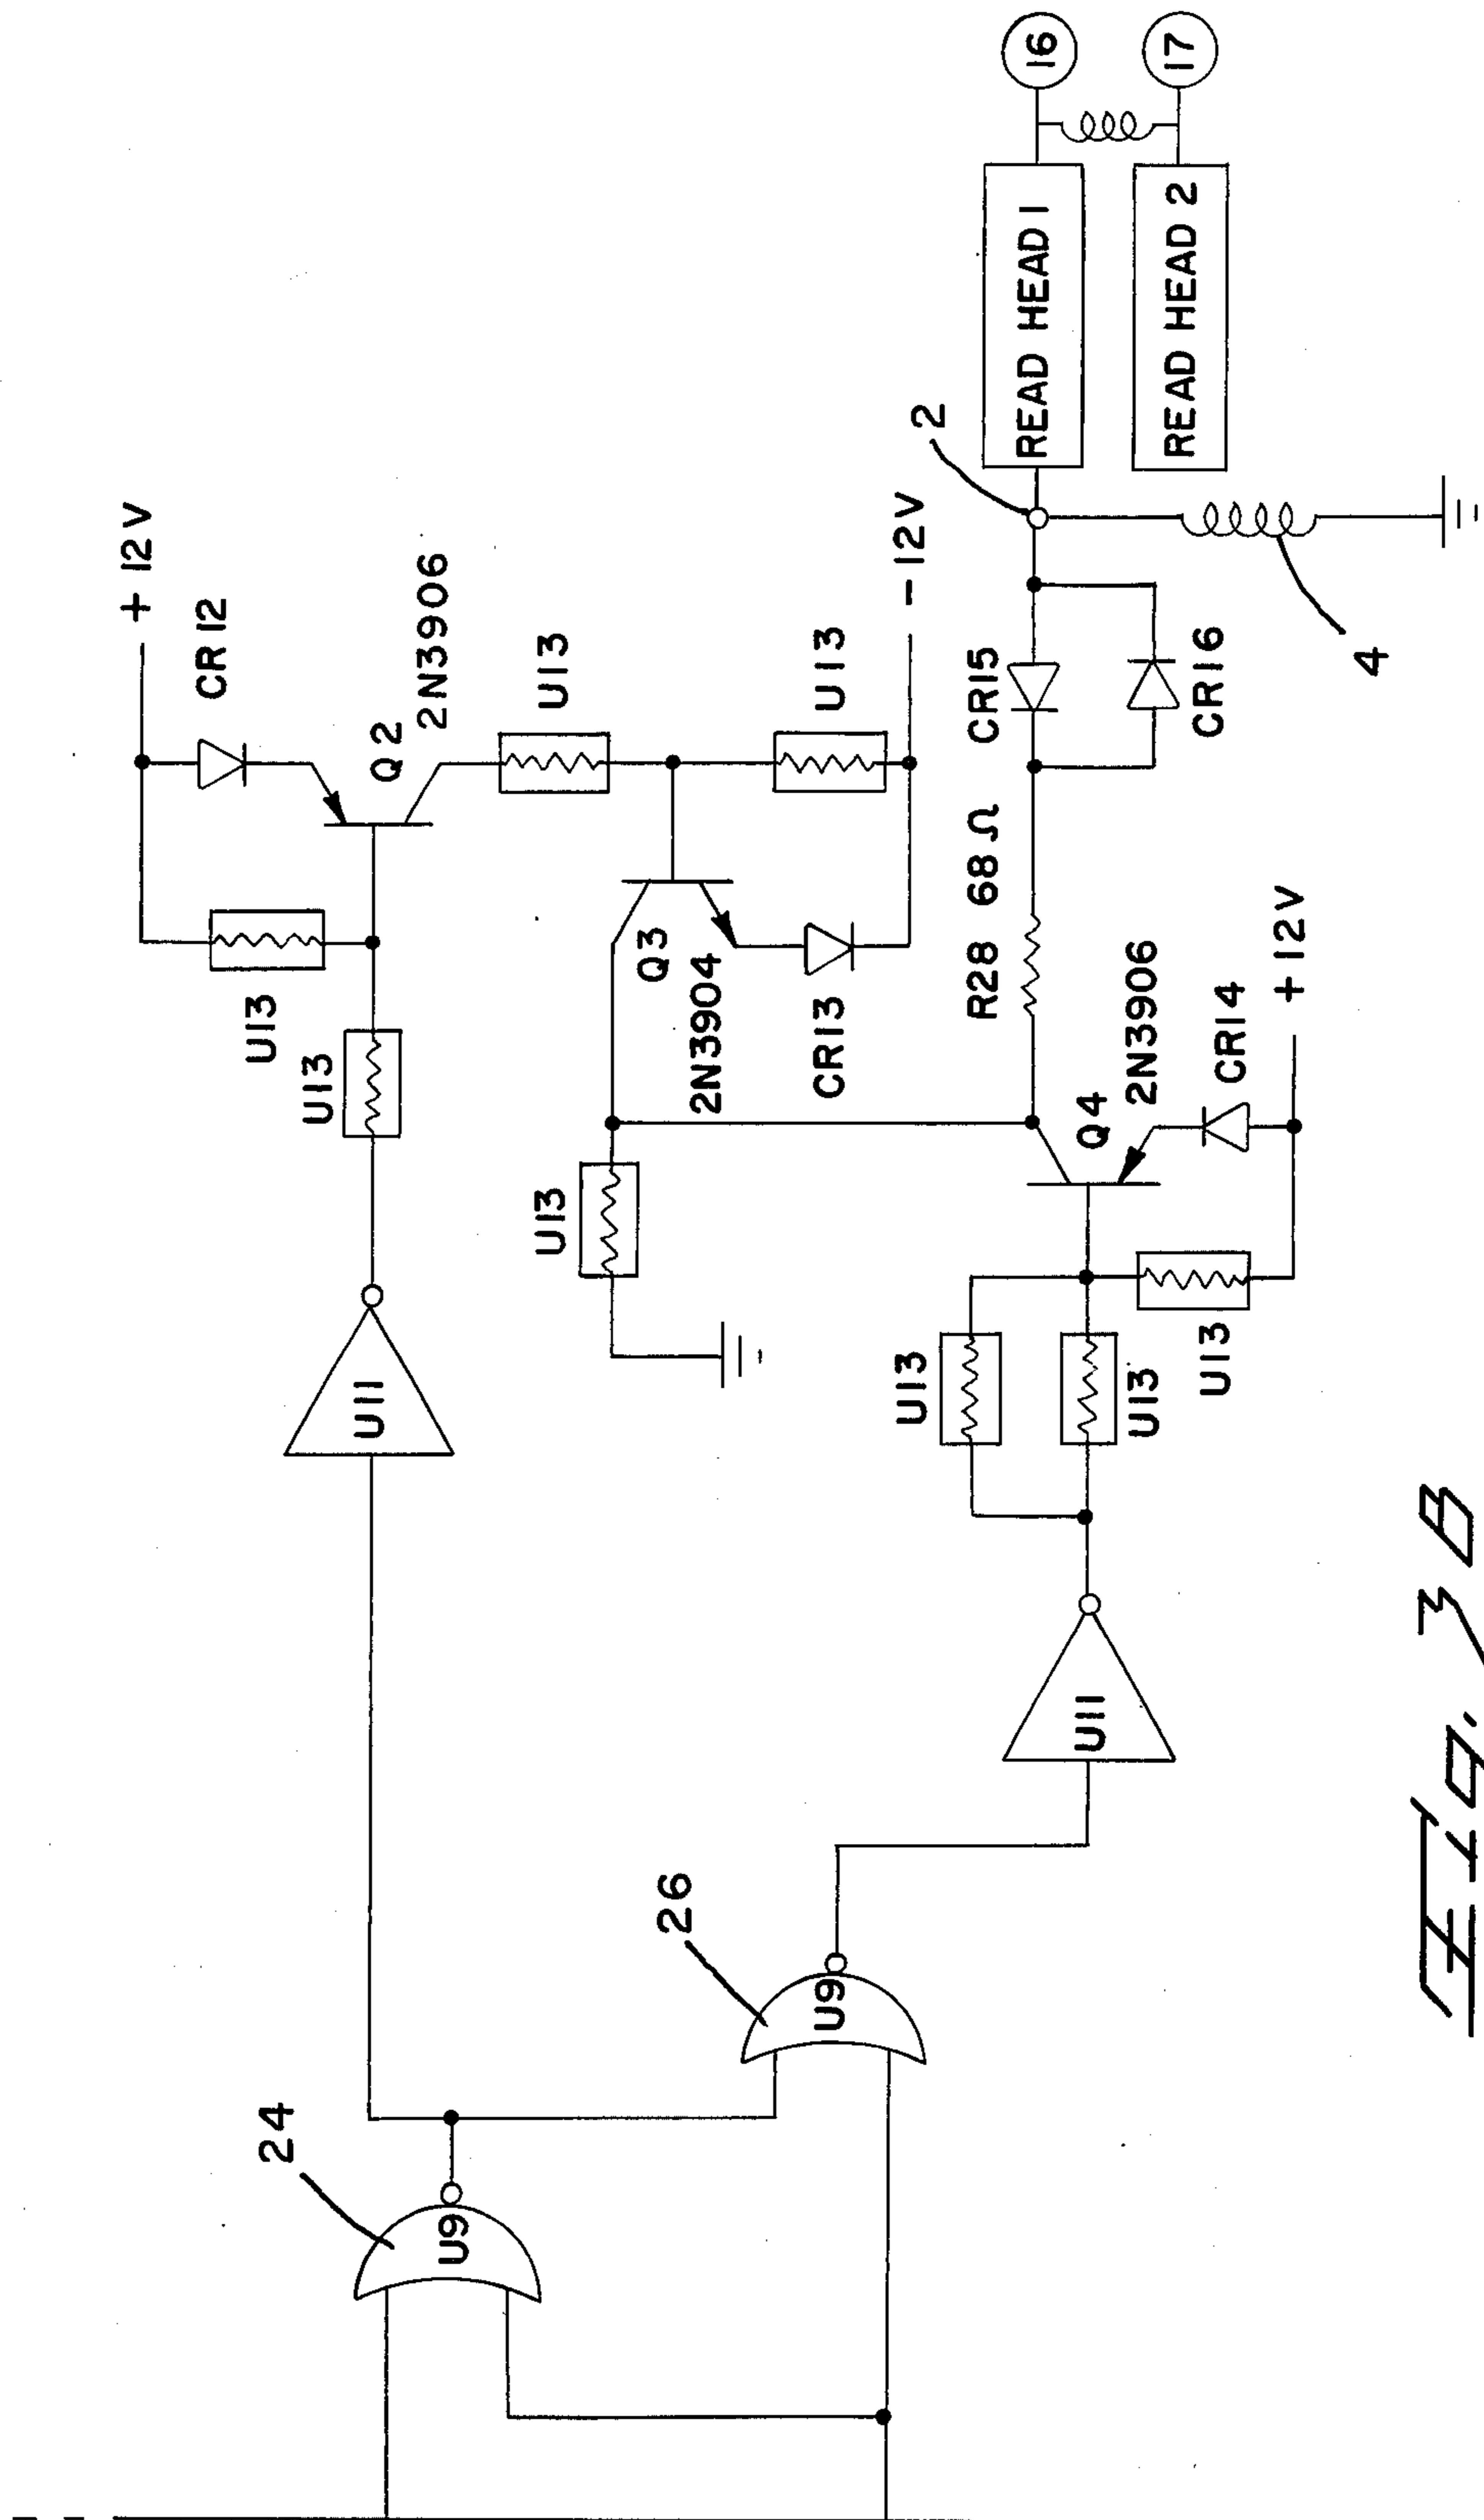 +12V
CR12
Q2
2N3906
U13
U13
U13
U11
24
U9
U13
Q3
2N3904
U13
CR13
-12V
26
U9
U11
U13
U13
U13
R28 68Ω
Q4
2N3906
CR14
+12V
CR15
CR16
2
4
READ HEAD 1
READ HEAD 2
16
17
Fig. 3B